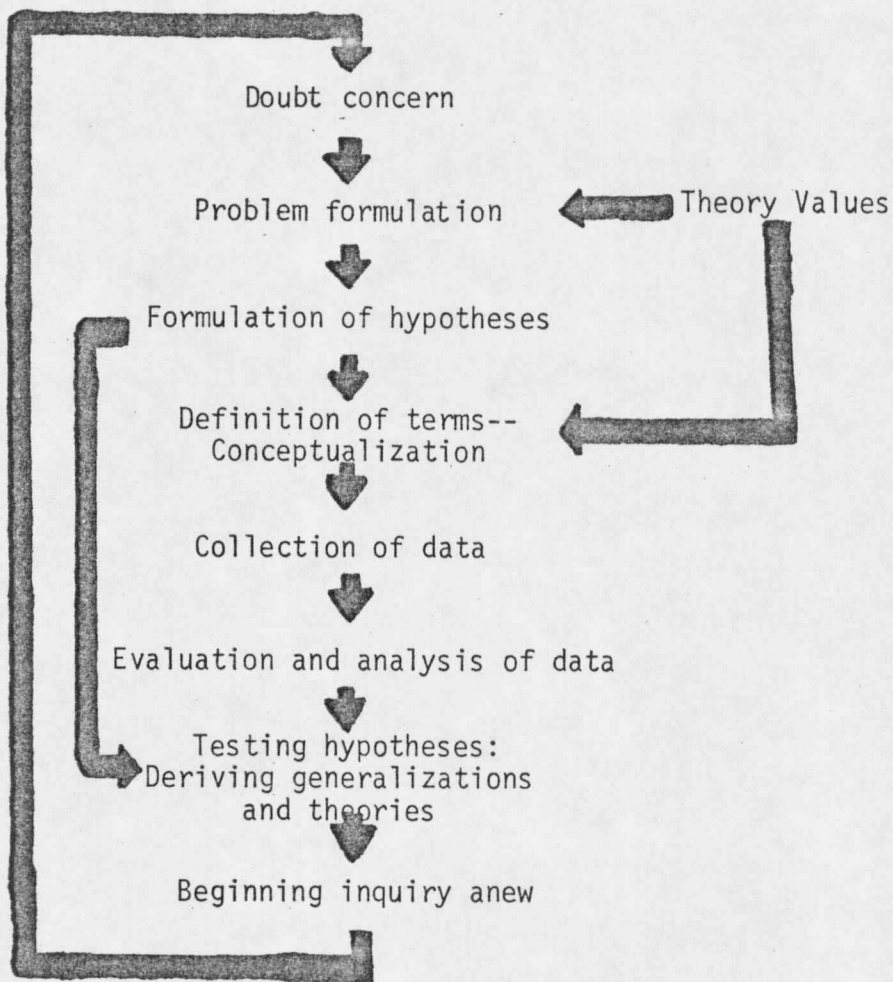 Doubt concern
Problem formulation
Theory Values
Formulation of hypotheses
Definition of terms--
Conceptualization
Collection of data
Evaluation and analysis of data
Testing hypotheses:
Deriving generalizations
and theories
Beginning inquiry anew